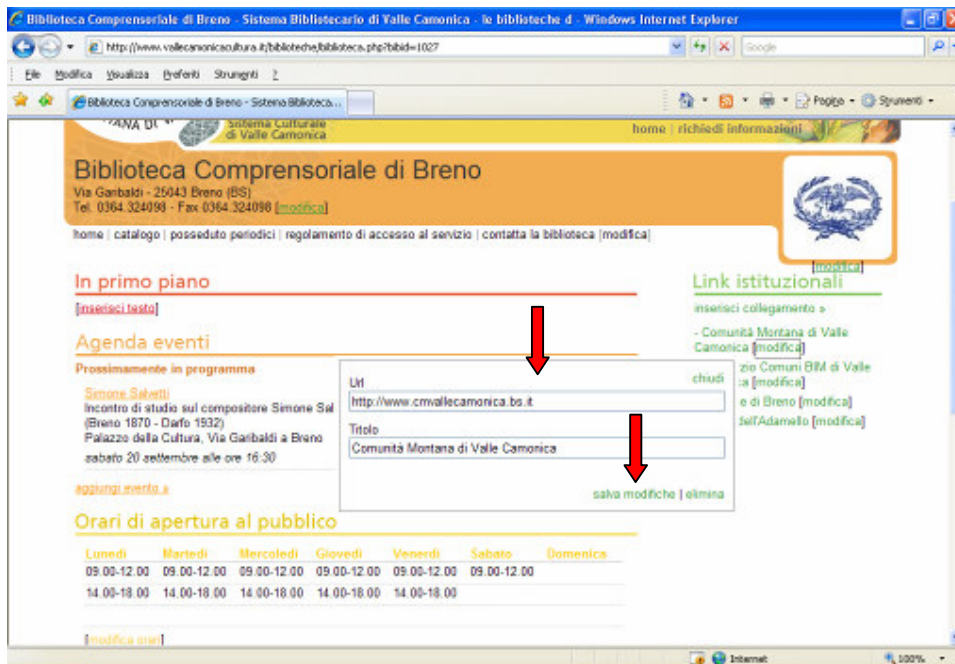 Biblioteca Comprensoriale di Breno - Sistema Bibliotecario di Valle Camonica - le biblioteche d - Windows Internet Explorer
http://www.vallecamonicacultura.it/biblioteche/biblioteca.php?bibid=1027
Google
File Modifica Visualizza Preferiti Strumenti ?
Biblioteca Comprensoriale di Breno - Sistema Biblioteca...
Pagina
Strumenti
Sistema Culturale
di Valle Camonica
home | richiedi informazioni
Biblioteca Comprensoriale di Breno
Via Garibaldi - 25043 Breno (BS)
Tel. 0364.324098 - Fax 0364.324098 [modifica]
home | catalogo | posseduto periodici | regolamento di accesso al servizio | contatta la biblioteca [modifica]
[modifica]
In primo piano
[inserisci testo]
Agenda eventi
Prossimamente in programma
Simone Salvetti
Incontro di studio sul compositore Simone Sal
(Breno 1870 - Darfo 1932)
Palazzo della Cultura, Via Garibaldi a Breno
sabato 20 settembre alle ore 16:30
aggiungi evento »
Link istituzionali
inserisci collegamento »
- Comunità Montana di Valle
Camonica [modifica]
zio Comuni BIM di Valle
ca [modifica]
e di Breno [modifica]
dell'Adamello [modifica]
chiudi
Url
http://www.cmvallecamonica.bs.it
Titolo
Comunità Montana di Valle Camonica
salva modifiche | elimina
Orari di apertura al pubblico
Lunedì Martedì Mercoledì Giovedì Venerdì Sabato Domenica
09.00-12.00 09.00-12.00 09.00-12.00 09.00-12.00 09.00-12.00 09.00-12.00
14.00-18.00 14.00-18.00 14.00-18.00 14.00-18.00 14.00-18.00
[modifica orari]
Internet
100%